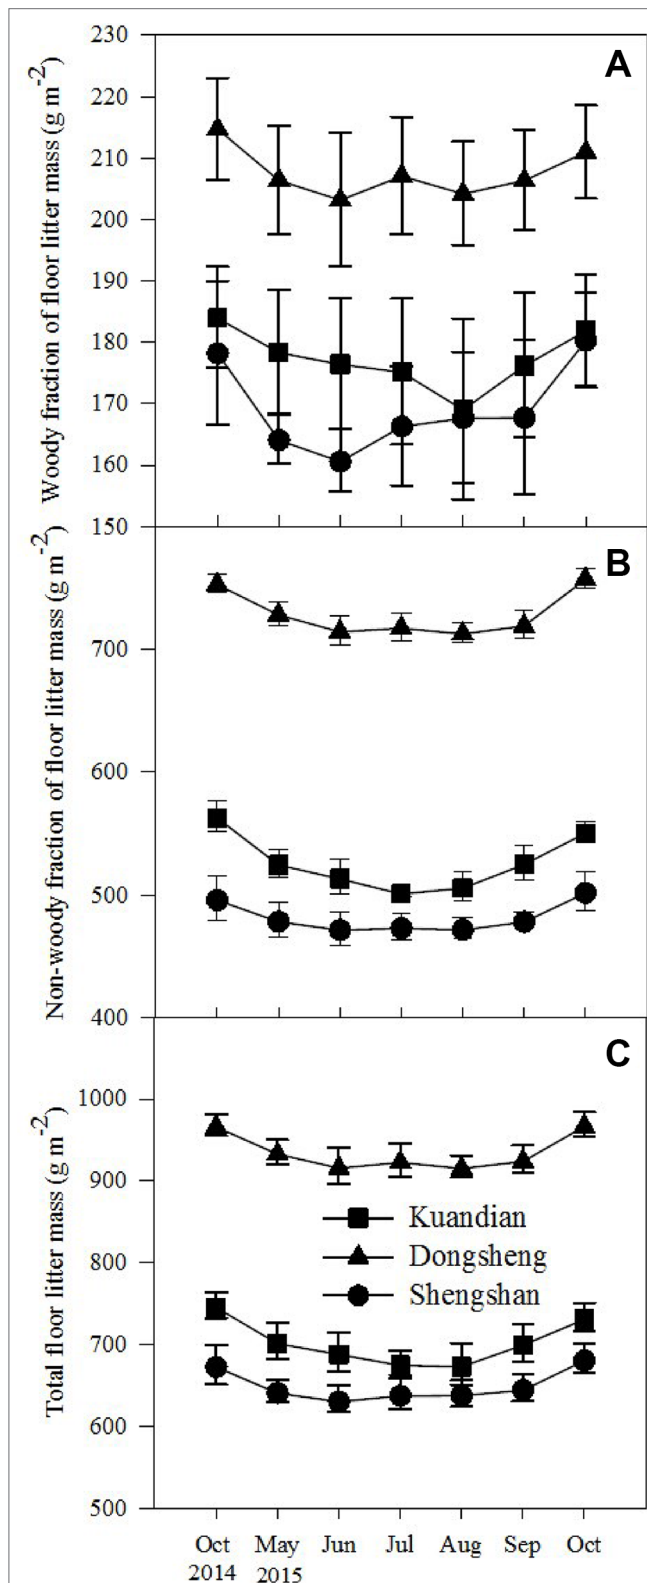 A
Woody fraction of floor litter mass (g m-2)
230
220
210
200
190
180
170
160
150
B
Non-woody fraction of floor litter mass (g m-2)
700
600
500
400
C
Total floor litter mass (g m-2)
1000
900
800
700
600
500
Kuandian
Dongsheng
Shengshan
Oct May Jun Jul Aug Sep Oct
2014 2015